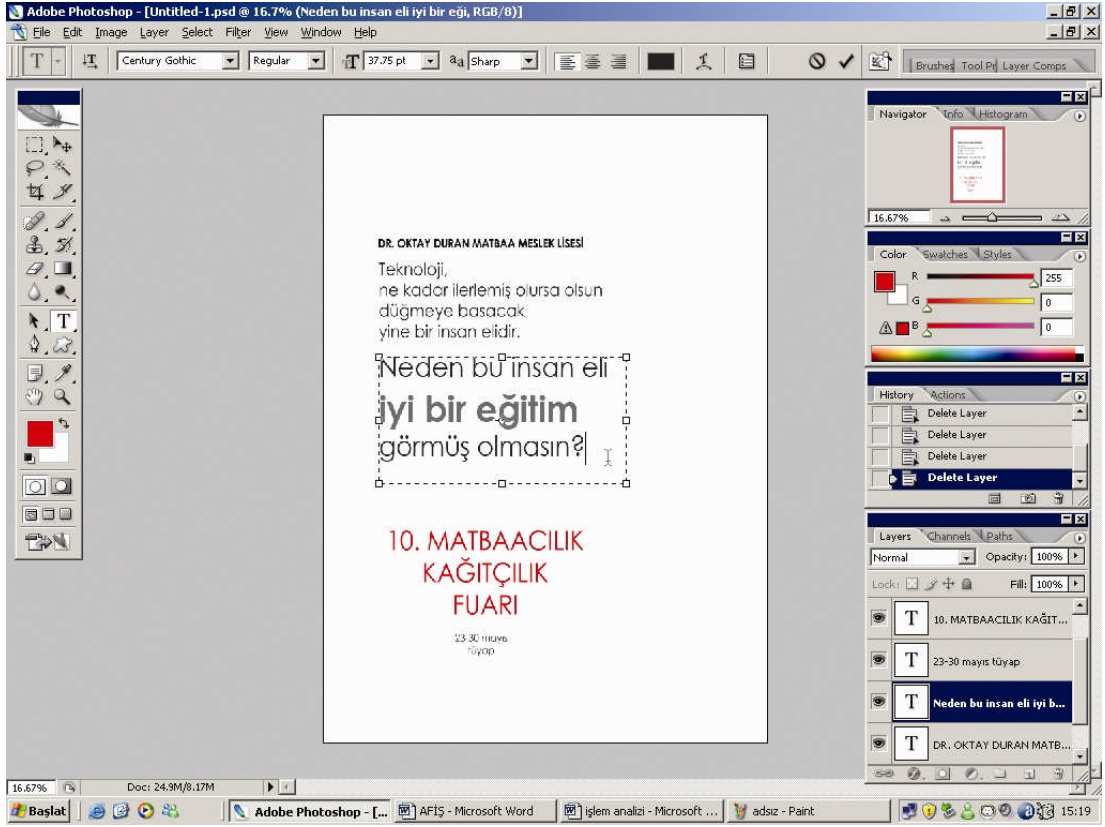 Adobe Photoshop - [Untitled-1.psd @ 16.7% (Neden bu insan eli iyi bir eği, RGB/8)]
File Edit Image Layer Select Filter View Window Help
T Century Gothic Regular T 37.75 pt aa Sharp Brushes Tool Pr Layer Comps
Navigator Info Histogram
16.67%
Color Swatches Styles
R 255
G 0
B 0
History Actions
Delete Layer
Delete Layer
Delete Layer
Delete Layer
Layers Channels Paths
Normal Opacity: 100%
Lock: Fill: 100%
T 10. MATBAACILIK KAĞIT...
T 23-30 mayıs tüyap
T Neden bu insan eli iyi b...
T DR. OKTAY DURAN MATB...
T
DR. OKTAY DURAN MATBAA MESLEK LİSESİ
Teknoloji,
ne kadar ilerlemiş olursa olsun
düğmeye basacak
yine bir insan elidir.
Neden bu insan eli
iyi bir eğitim
görmüş olmasın?
10. MATBAACILIK
KAĞITÇILIK
FUARI
23-30 mayıs
tüyap
16.67% Doc: 24.9M/8.17M
Başlat Adobe Photoshop - [... AFİŞ - Microsoft Word işlem analizi - Microsoft ... adsız - Paint 15:19